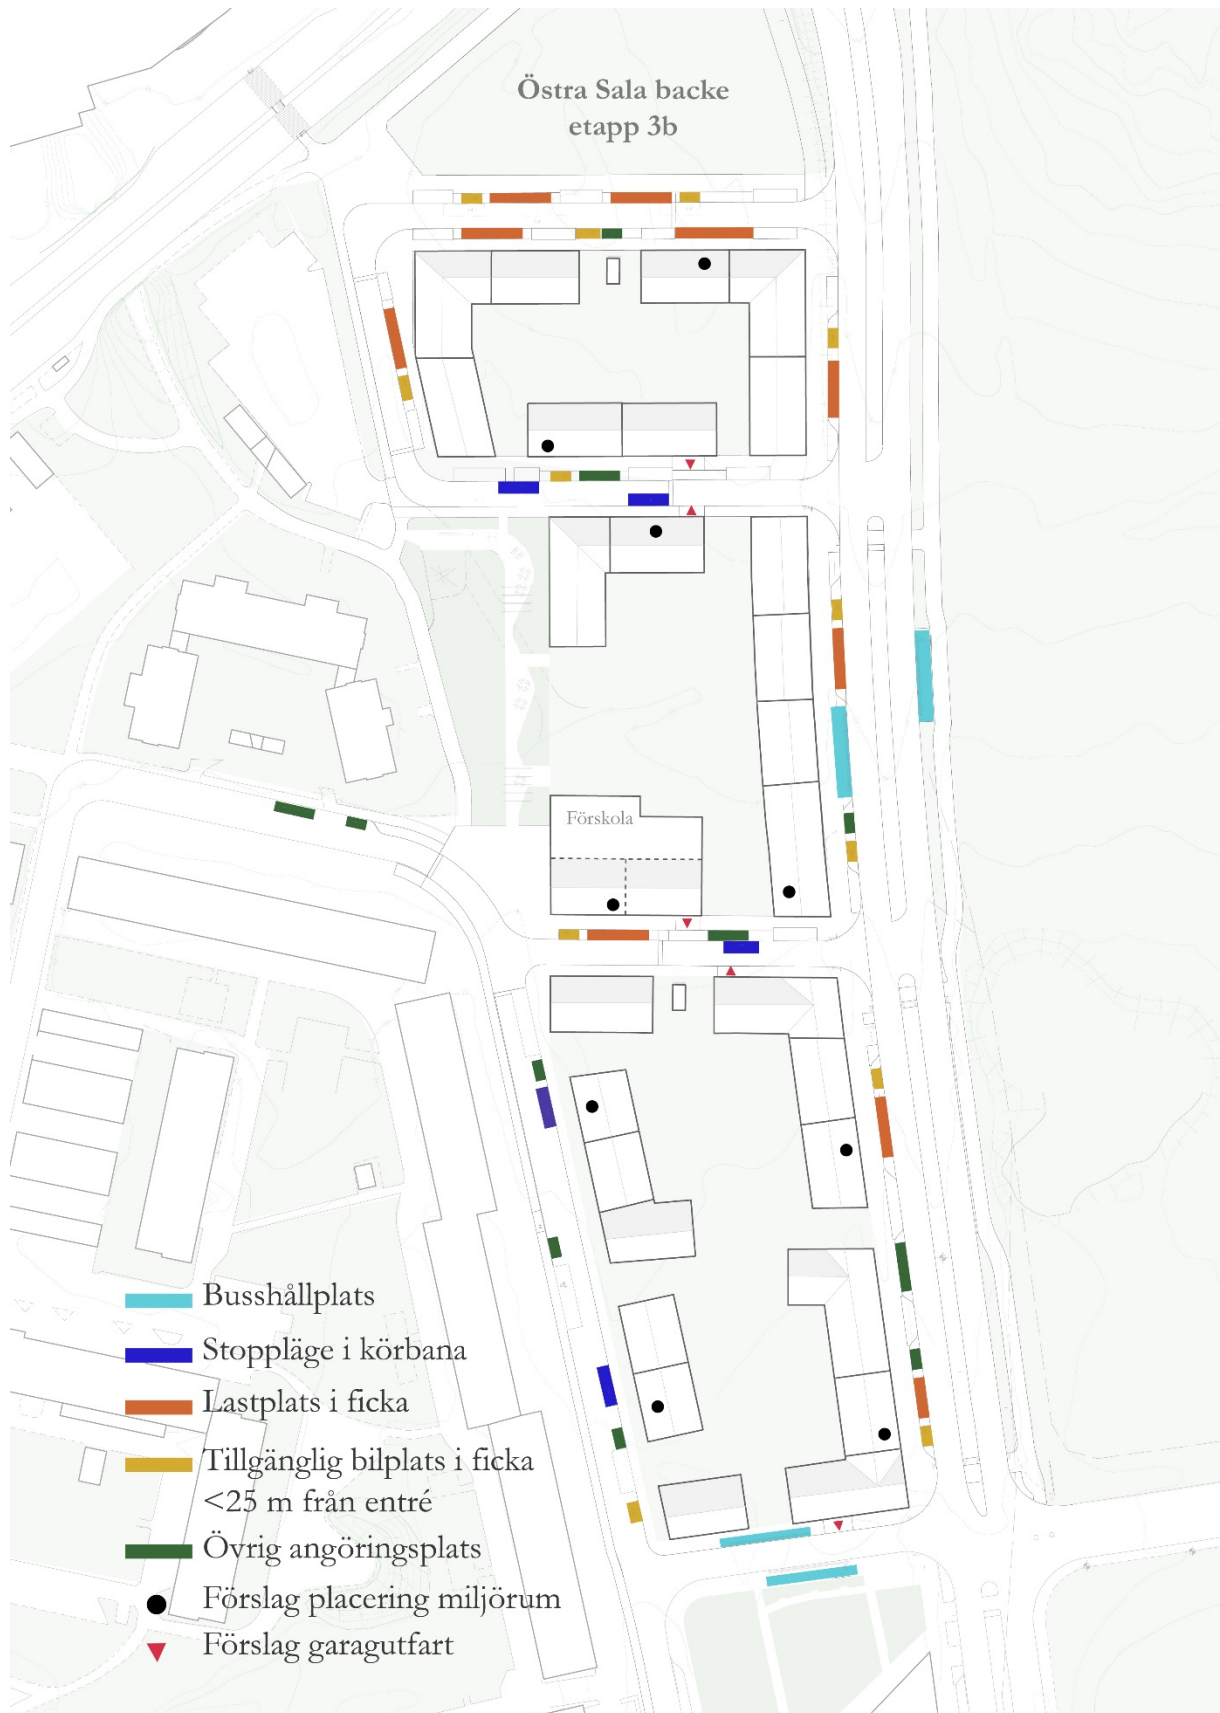 Östra Sala backe
etapp 3b
Förskola
Busshållplats
Stoppläge i körbana
Lastplats i ficka
Tillgänglig bilplats i ficka
<25 m från entré
Övrig angöringsplats
Förslag placering miljörum
Förslag garagutfart